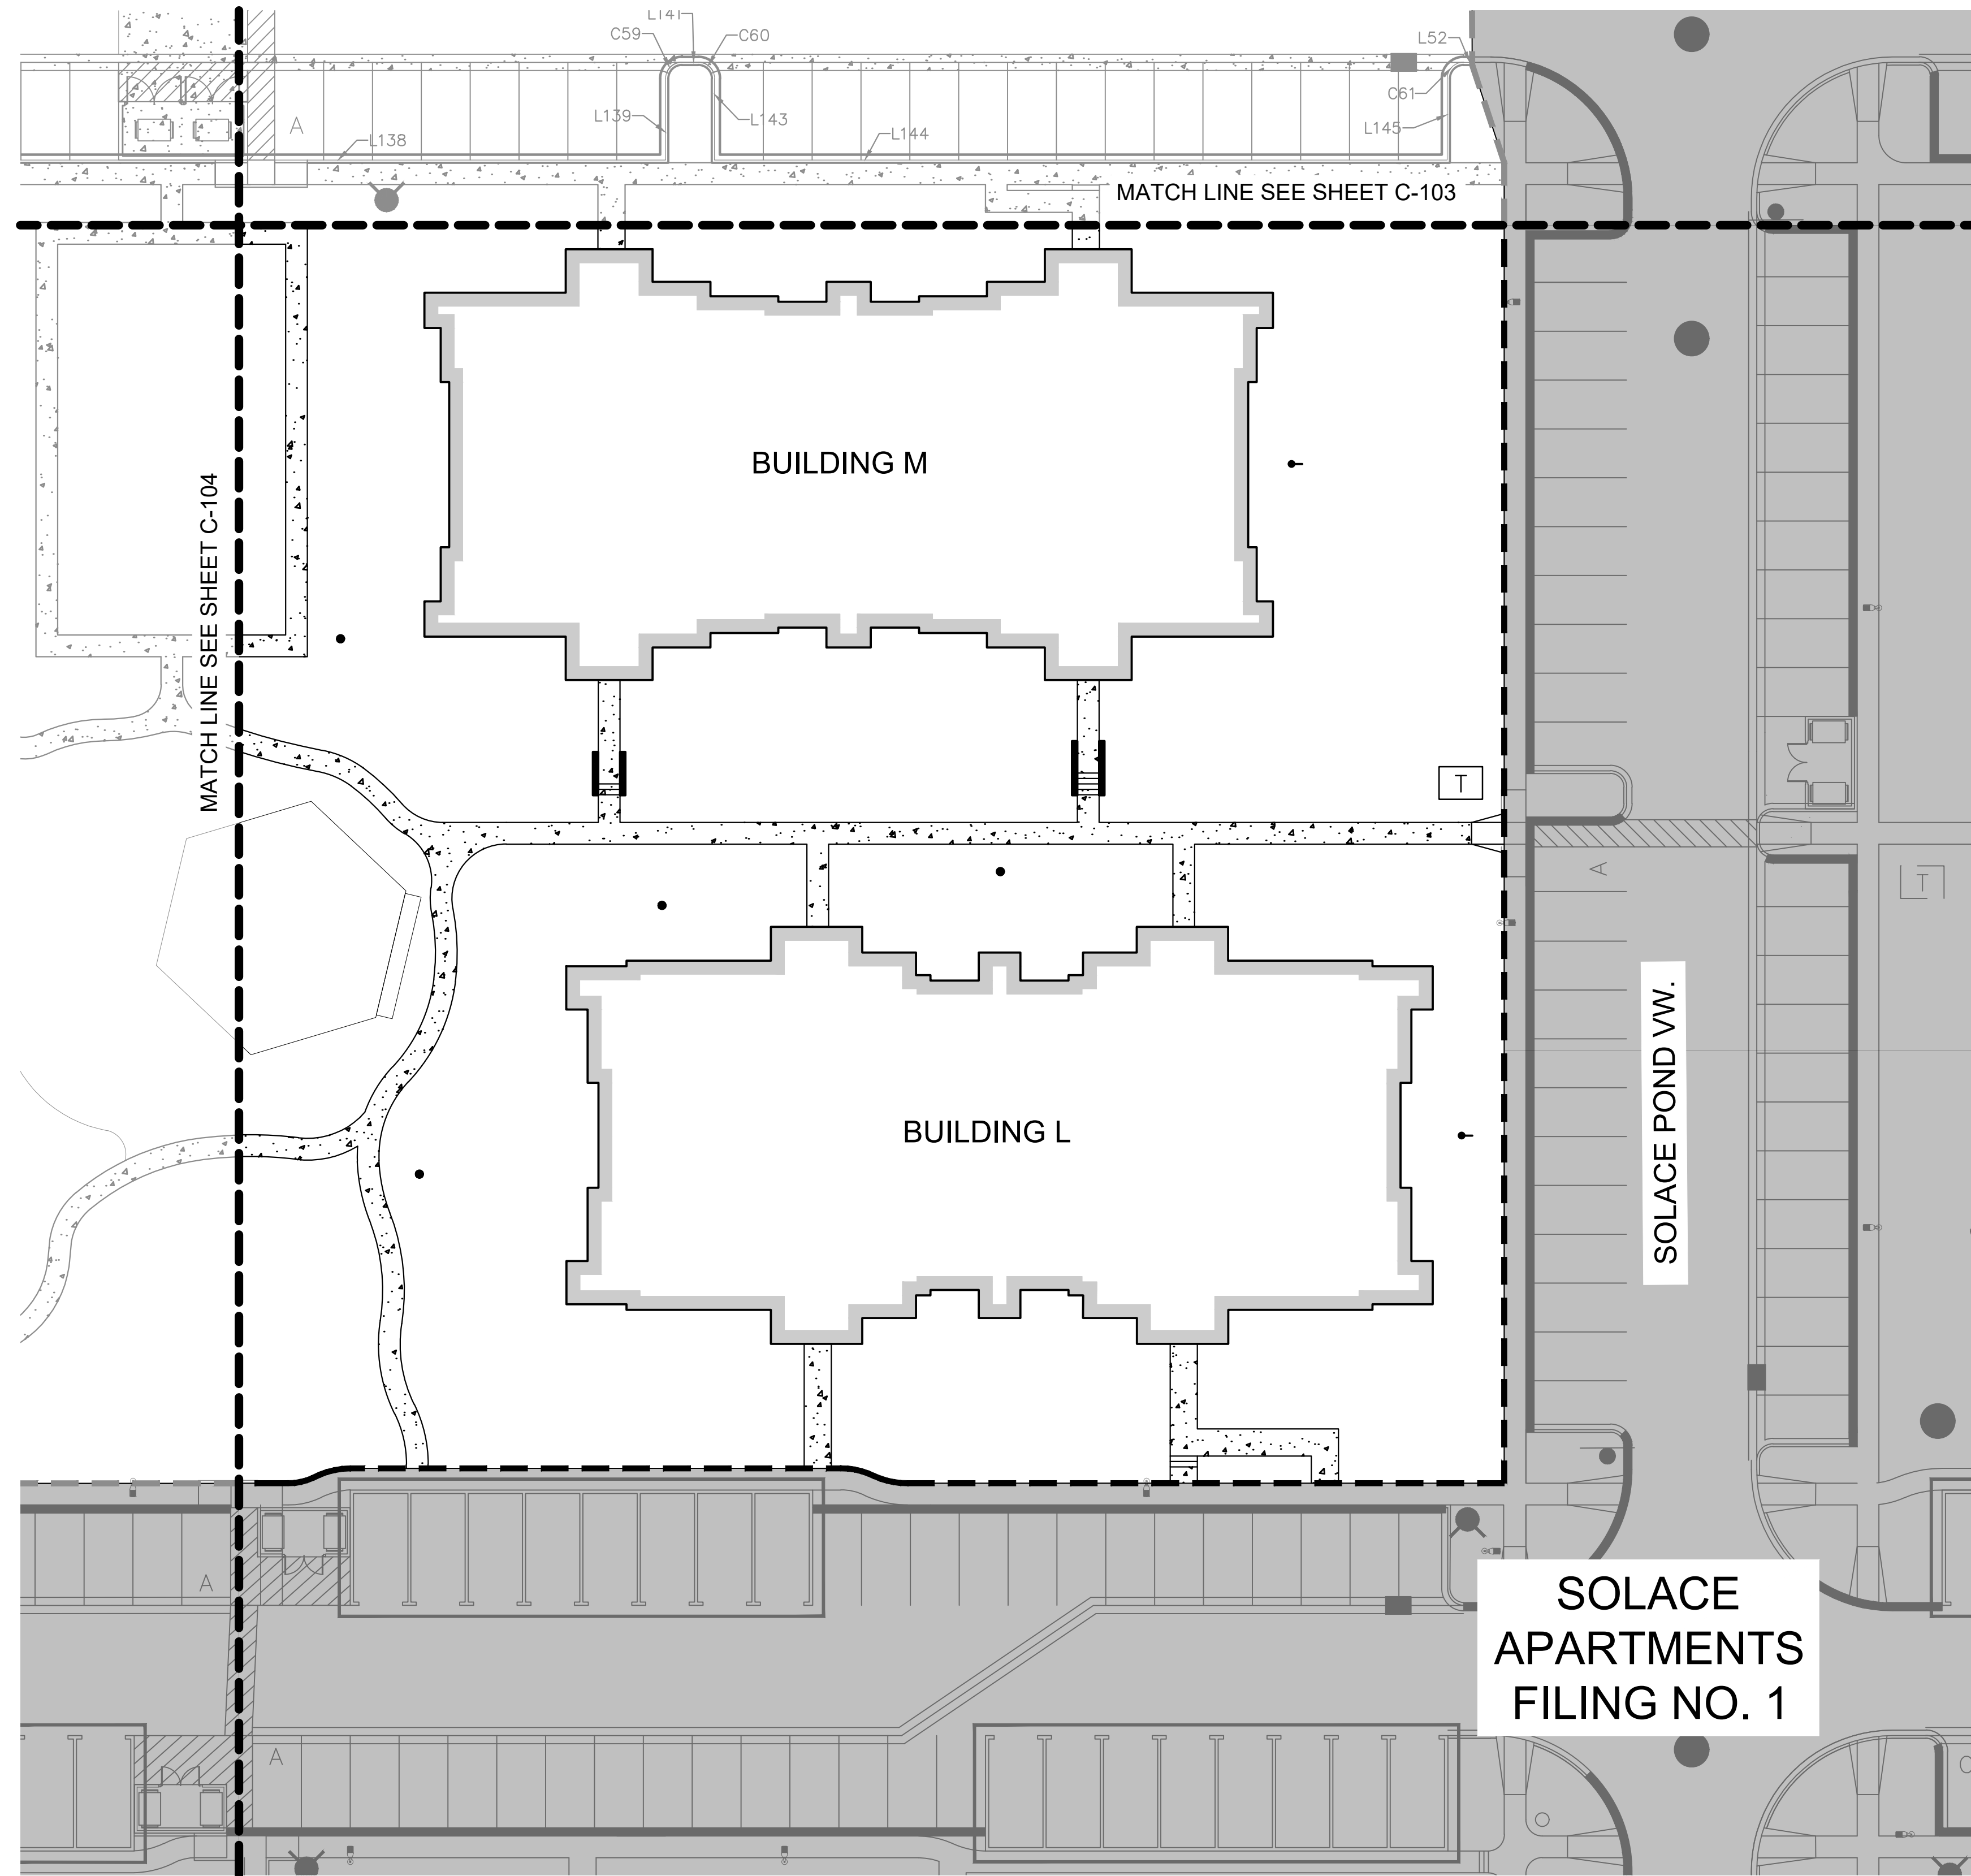 L141
C59
C60
L52
C61
L139
L143
L145
A
L138
L144
MATCH LINE SEE SHEET C-103
BUILDING M
MATCH LINE SEE SHEET C-104
T
A
T
SOLACE POND VW.
BUILDING L
A
SOLACE
APARTMENTS
FILING NO. 1
A